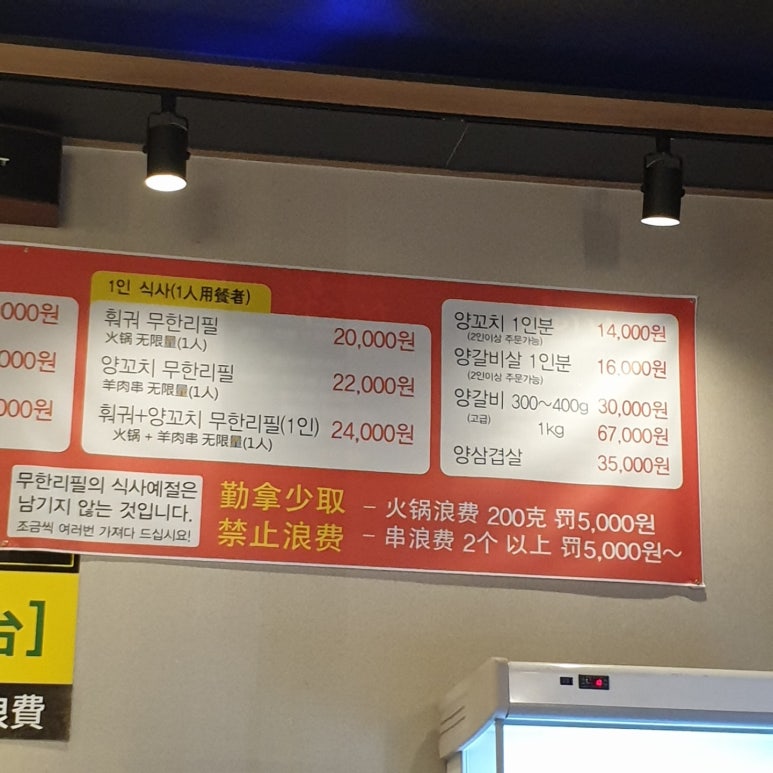 000원
000원
000원
1인 식사(1人用餐者)
훠궈 무한리필 20,000원
火锅 无限量(1人)
양꼬치 무한리필 22,000원
羊肉串 无限量(1人)
훠궈+양꼬치 무한리필(1인) 24,000원
火锅 + 羊肉串 无限量(1人)
양꼬치 1인분 14,000원
(2인이상 주문가능)
양갈비살 1인분 16,000원
(2인이상 주문가능)
양갈비 300~400g 30,000원
(고급) 1kg 67,000원
양삼겹살 35,000원
무한리필의 식사예절은
남기지 않는 것입니다.
조금씩 여러번 가져다 드십시요!
勤拿少取
禁止浪费
- 火锅浪费 200克 罚5,000원
- 串浪费 2个 以上 罚5,000원~
台]
浪費